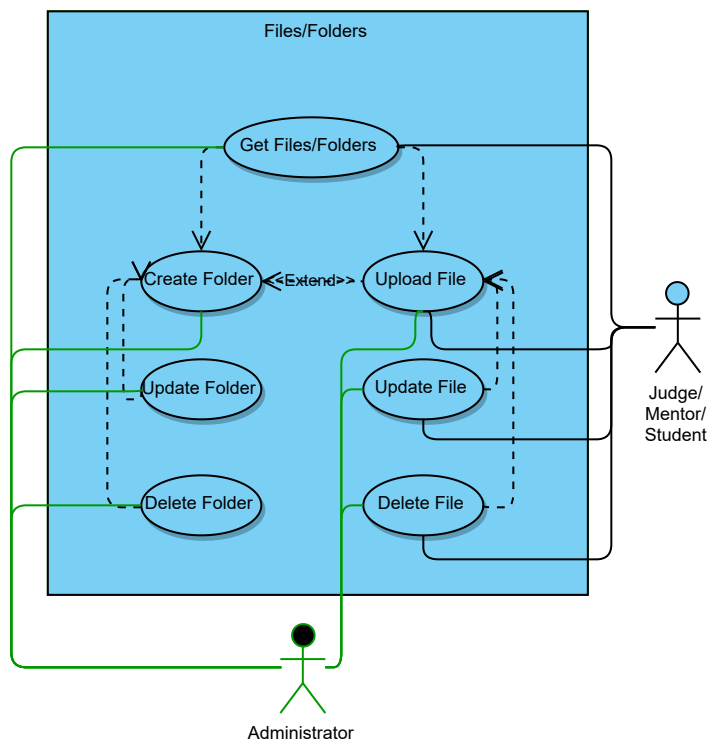 Files/Folders
Get Files/Folders
Create Folder
<<Extend>>
Upload File
Update Folder
Update File
Delete Folder
Delete File
Judge/
Mentor/
Student
Administrator